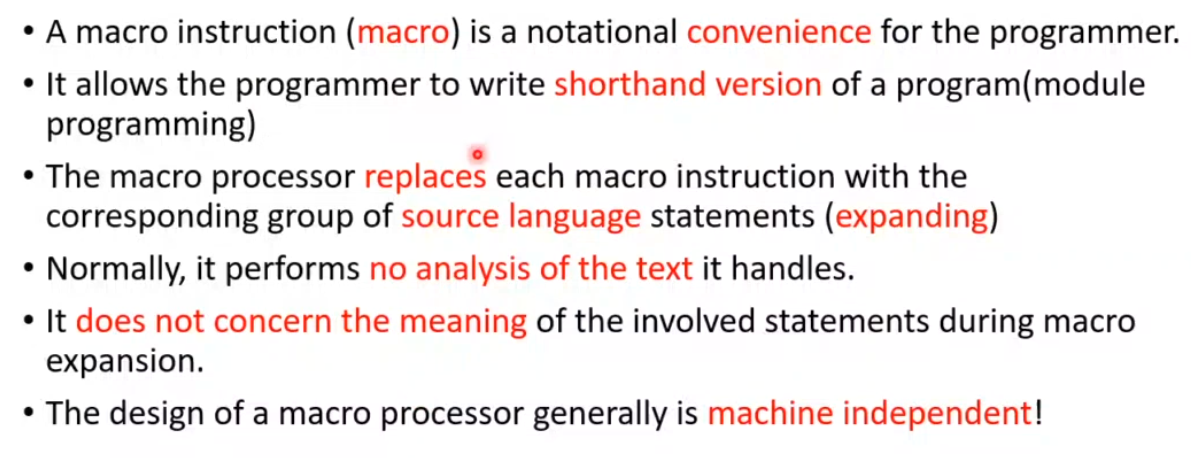 • A macro instruction (macro) is a notational convenience for the programmer.
• It allows the programmer to write shorthand version of a program(module
programming)
• The macro processor replaces each macro instruction with the
corresponding group of source language statements (expanding)
• Normally, it performs no analysis of the text it handles.
• It does not concern the meaning of the involved statements during macro
expansion.
• The design of a macro processor generally is machine independent!